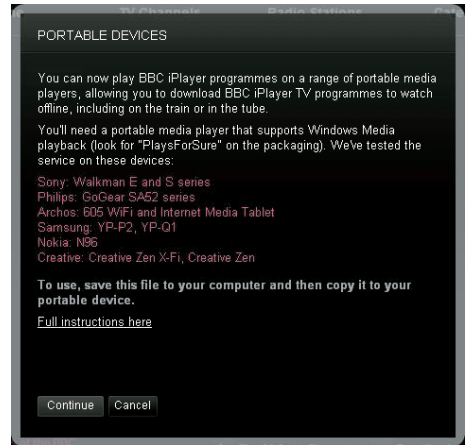 TV Channels Radio Stations
PORTABLE DEVICES
You can now play BBC iPlayer programmes on a range of portable media
players, allowing you to download BBC iPlayer TV programmes to watch
offline, including on the train or in the tube.
You'll need a portable media player that supports Windows Media
playback (look for "PlaysForSure" on the packaging). We've tested the
service on these devices:
Sony: Walkman E and S series
Philips: GoGear SA52 series
Archos: 605 WiFi and Internet Media Tablet
Samsung: YP-P2, YP-Q1
Nokia: N96
Creative: Creative Zen X-Fi, Creative Zen
To use, save this file to your computer and then copy it to your
portable device.
Full instructions here
Continue Cancel